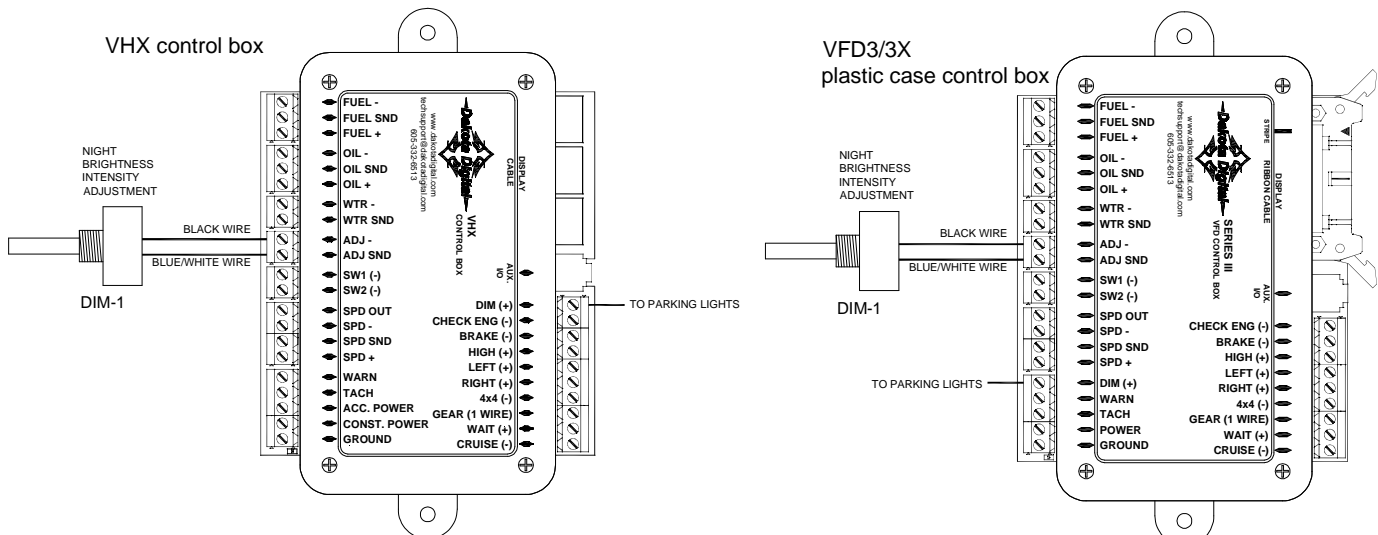 VHX control box
NIGHT
BRIGHTNESS
INTENSITY
ADJUSTMENT
BLACK WIRE
BLUE/WHITE WIRE
DIM-1
FUEL -
FUEL SND
FUEL +
OIL -
OIL SND
OIL +
WTR -
WTR SND
ADJ -
ADJ SND
SW1 (-)
SW2 (-)
SPD OUT
SPD -
SPD SND
SPD +
WARN
TACH
ACC. POWER
CONST. POWER
GROUND
Dakota Digital
www.dakotadigital.com
techsupport@dakotadigital.com
605-332-6513
VHX
CONTROL BOX
DISPLAY
CABLE
AUX.
I/O
DIM (+)
CHECK ENG (-)
BRAKE (-)
HIGH (+)
LEFT (+)
RIGHT (+)
4x4 (-)
GEAR (1 WIRE)
WAIT (+)
CRUISE (-)
TO PARKING LIGHTS
VFD3/3X
plastic case control box
NIGHT
BRIGHTNESS
INTENSITY
ADJUSTMENT
BLACK WIRE
BLUE/WHITE WIRE
DIM-1
TO PARKING LIGHTS
FUEL -
FUEL SND
FUEL +
OIL -
OIL SND
OIL +
WTR -
WTR SND
ADJ -
ADJ SND
SW1 (-)
SW2 (-)
SPD OUT
SPD -
SPD SND
SPD +
DIM (+)
WARN
TACH
POWER
GROUND
Dakota Digital
www.dakotadigital.com
techsupport@dakotadigital.com
605-332-6513
SERIES III
VFD CONTROL BOX
STRIPE
DISPLAY
RIBBON CABLE
AUX.
I/O
CHECK ENG (-)
BRAKE (-)
HIGH (+)
LEFT (+)
RIGHT (+)
4x4 (-)
GEAR (1 WIRE)
WAIT (+)
CRUISE (-)